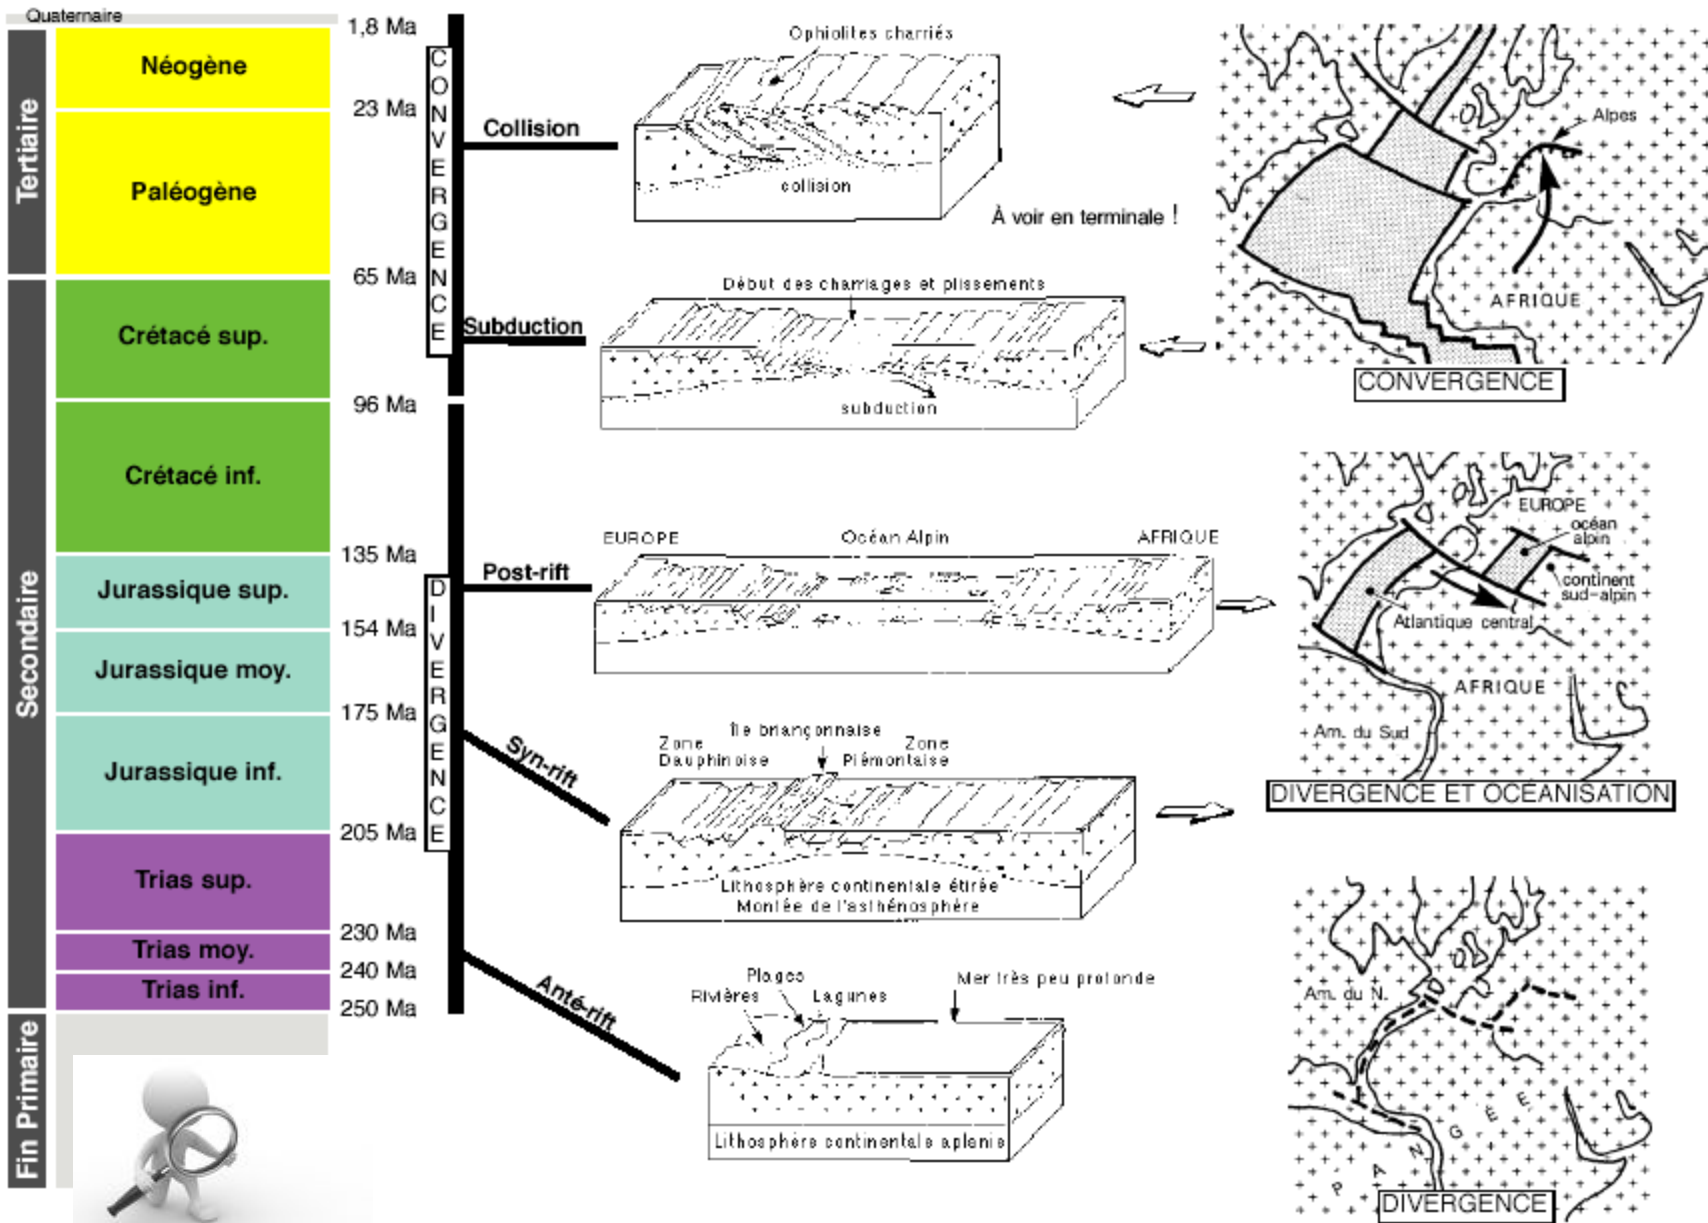 Quaternaire
Tertiaire
Néogène
Paléogène
Secondaire
Crétacé sup.
Crétacé inf.
Jurassique sup.
Jurassique moy.
Jurassique inf.
Trias sup.
Trias moy.
Trias inf.
Fin Primaire
1.8 Ma
23 Ma
65 Ma
96 Ma
135 Ma
154 Ma
175 Ma
205 Ma
230 Ma
240 Ma
250 Ma
CONVERGENCE
DIVERGENCE
Collision
Subduction
Post-rift
Syn-rift
Anté-rift
Ophiolites charriés
collision
À voir en terminale !
Début des charriages et plissements
subduction
EUROPE
Océan Alpin
AFRIQUE
Île briançonnaise
Zone
Dauphinoise
Zone
Piémontaise
Lithosphère continentale étirée
Montée de l'asthénosphère
Plages
Rivières
Lagunes
Mer très peu profonde
Lithosphère continentale aplanie
Alpes
AFRIQUE
CONVERGENCE
EUROPE
océan
alpin
continent
sud-alpin
Atlantique central
AFRIQUE
Am. du Sud
DIVERGENCE ET OCÉANISATION
Am. du N.
PANGÉE
DIVERGENCE